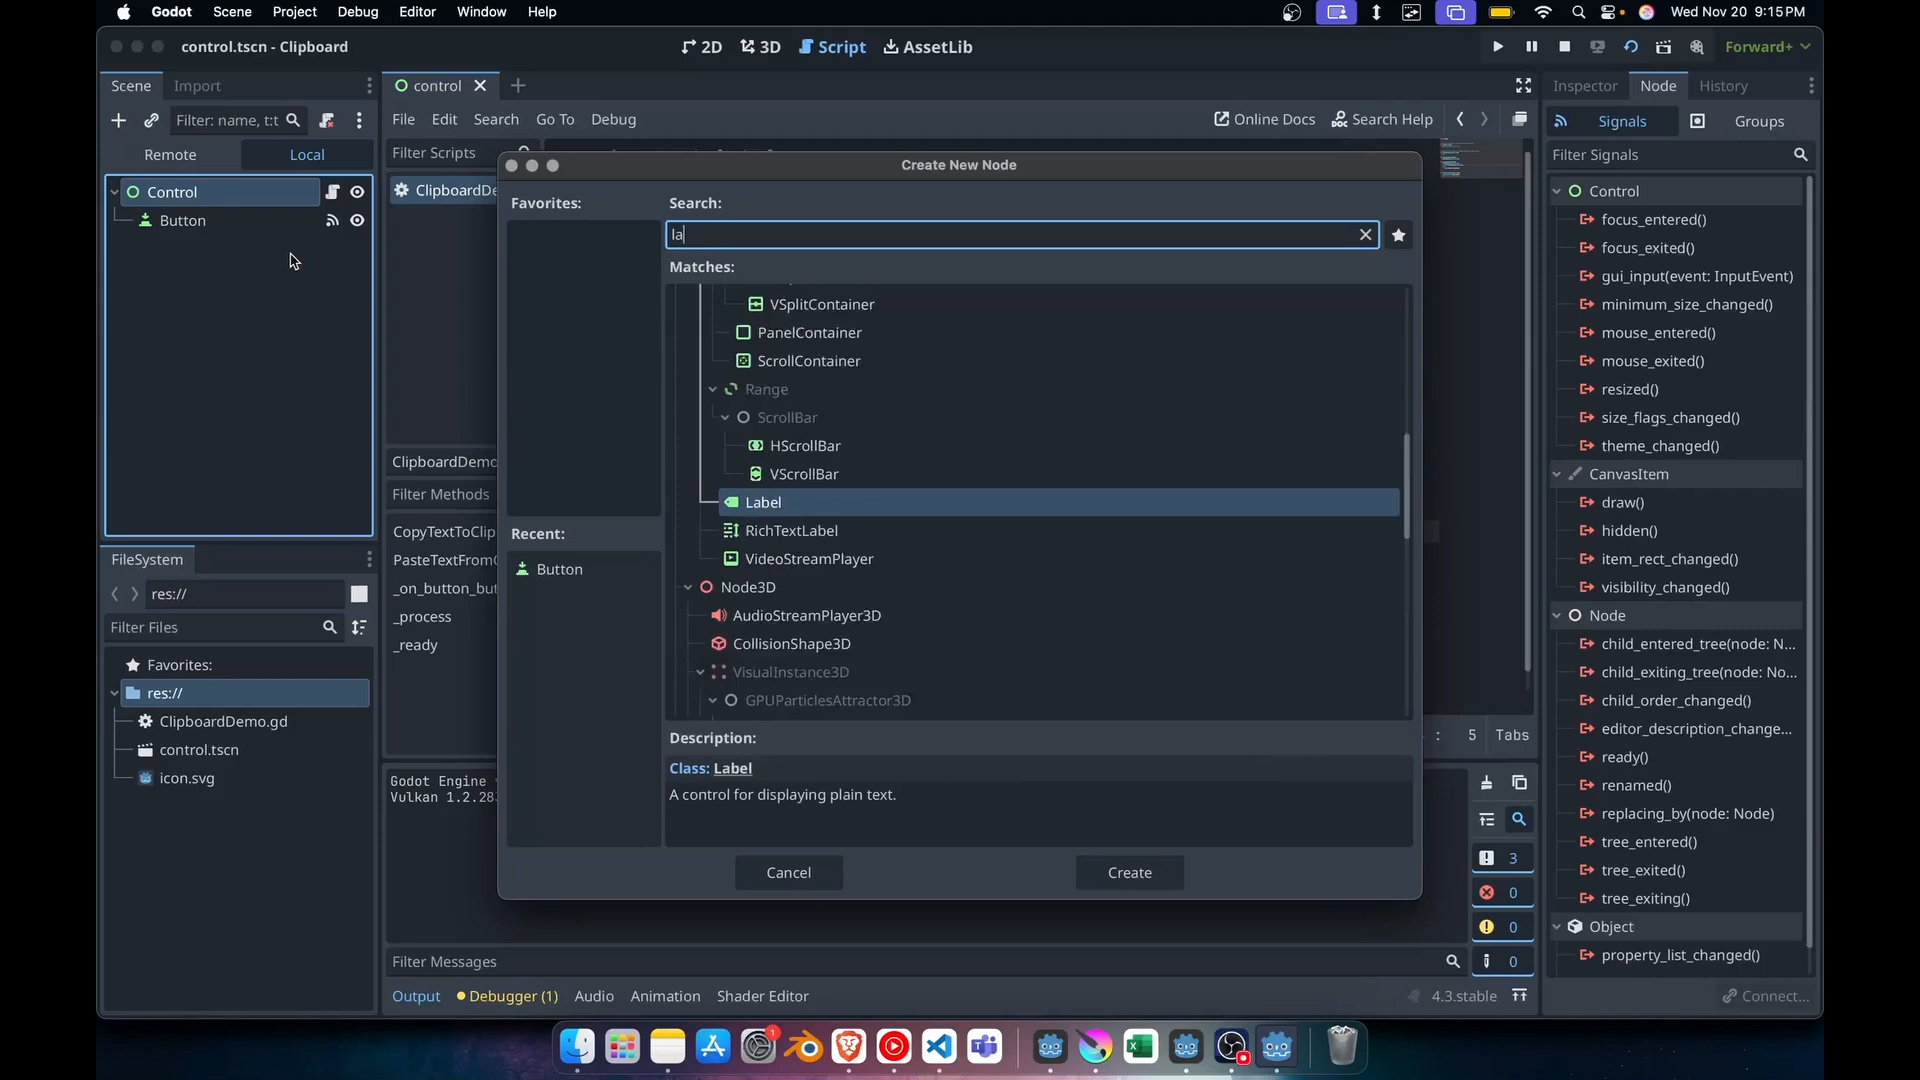 Godot Scene Project Debug Editor Window Help Wed Nov 20 9:15 PM
control.tscn - Clipboard 2D 3D Script AssetLib Forward+
Scene Import control Inspector Node History
Filter: name, t:t File Edit Search Go To Debug Online Docs Search Help Signals Groups
Remote Local Filter Scripts Filter Signals
Create New Node
Control ClipboardDe Favorites: Search: Control
Button la focus_entered()
focus_exited()
Matches:
gui_input(event: InputEvent)
VSplitContainer minimum_size_changed()
PanelContainer mouse_entered()
ScrollContainer mouse_exited()
Range resized()
ScrollBar size_flags_changed()
HScrollBar theme_changed()
ClipboardDemo VScrollBar CanvasItem
Filter Methods Label draw()
CopyTextToClip Recent: RichTextLabel hidden()
FileSystem PasteTextFromC Button VideoStreamPlayer item_rect_changed()
res:// _on_button_but Node3D visibility_changed()
Filter Files _process AudioStreamPlayer3D Node
_ready CollisionShape3D child_entered_tree(node: N...
Favorites: VisualInstance3D child_exiting_tree(node: No...
res:// GPUParticlesAttractor3D child_order_changed()
ClipboardDemo.gd Description: : 5 Tabs editor_description_change...
control.tscn Class: Label ready()
icon.svg Godot Engine A control for displaying plain text. renamed()
Vulkan 1.2.283 replacing_by(node: Node)
tree_entered()
Cancel Create 3 tree_exited()
0 tree_exiting()
0 Object
Filter Messages 0 property_list_changed()
Output Debugger (1) Audio Animation Shader Editor 4.3.stable Connect...
1